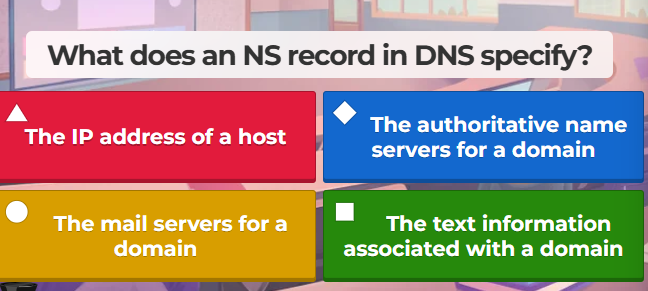 What does an NS record in DNS specify?
The IP address of a host
The authoritative name
servers for a domain
The mail servers for a
domain
The text information
associated with a domain